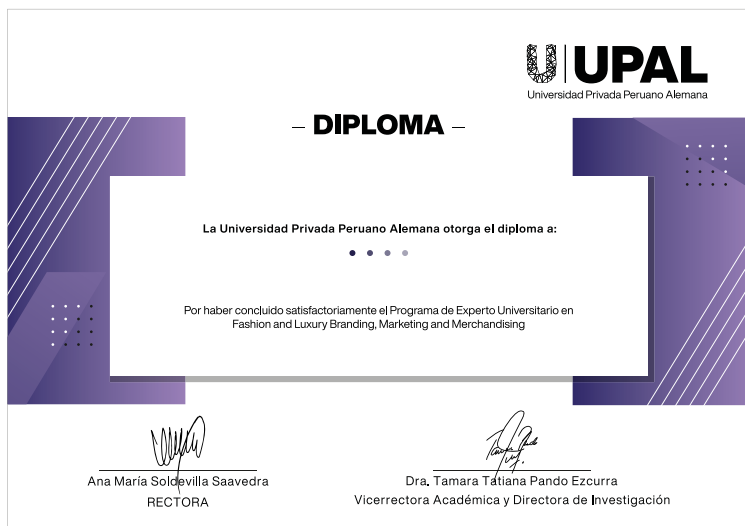 UPAL
Universidad Privada Peruano Alemana
– DIPLOMA –
La Universidad Privada Peruano Alemana otorga el diploma a:
Por haber concluido satisfactoriamente el Programa de Experto Universitario en
Fashion and Luxury Branding, Marketing and Merchandising
Ana María Soldevilla Saavedra
RECTORA
Dra. Tamara Tatiana Pando Ezcurra
Vicerrectora Académica y Directora de Investigación